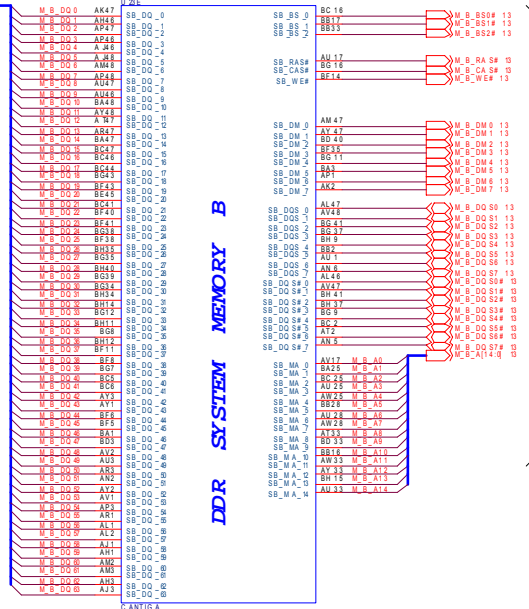 U23E
M_B_DQ0 AK47 SB_DQ_0
M_B_DQ1 AH46 SB_DQ_1
M_B_DQ2 AP47 SB_DQ_2
M_B_DQ3 AP46 SB_DQ_3
M_B_DQ4 AJ46 SB_DQ_4
M_B_DQ5 AJ48 SB_DQ_5
M_B_DQ6 AM48 SB_DQ_6
M_B_DQ7 AP48 SB_DQ_7
M_B_DQ8 AU47 SB_DQ_8
M_B_DQ9 AU46 SB_DQ_9
M_B_DQ10 BA48 SB_DQ_10
M_B_DQ11 AY48 SB_DQ_11
M_B_DQ12 AT47 SB_DQ_12
M_B_DQ13 AR47 SB_DQ_13
M_B_DQ14 BA47 SB_DQ_14
M_B_DQ15 BC47 SB_DQ_15
M_B_DQ16 BC46 SB_DQ_16
M_B_DQ17 BC44 SB_DQ_17
M_B_DQ18 BG43 SB_DQ_18
M_B_DQ19 BF43 SB_DQ_19
M_B_DQ20 BE45 SB_DQ_20
M_B_DQ21 BC41 SB_DQ_21
M_B_DQ22 BF40 SB_DQ_22
M_B_DQ23 BF41 SB_DQ_23
M_B_DQ24 BG38 SB_DQ_24
M_B_DQ25 BF38 SB_DQ_25
M_B_DQ26 BH35 SB_DQ_26
M_B_DQ27 BG35 SB_DQ_27
M_B_DQ28 BH40 SB_DQ_28
M_B_DQ29 BG39 SB_DQ_29
M_B_DQ30 BG34 SB_DQ_30
M_B_DQ31 BH34 SB_DQ_31
M_B_DQ32 BH14 SB_DQ_32
M_B_DQ33 BG12 SB_DQ_33
M_B_DQ34 BH11 SB_DQ_34
M_B_DQ35 BG8 SB_DQ_35
M_B_DQ36 BH12 SB_DQ_36
M_B_DQ37 BF11 SB_DQ_37
M_B_DQ38 BF8 SB_DQ_38
M_B_DQ39 BG7 SB_DQ_39
M_B_DQ40 BC5 SB_DQ_40
M_B_DQ41 BC6 SB_DQ_41
M_B_DQ42 AY3 SB_DQ_42
M_B_DQ43 AY1 SB_DQ_43
M_B_DQ44 BF6 SB_DQ_44
M_B_DQ45 BF5 SB_DQ_45
M_B_DQ46 BA1 SB_DQ_46
M_B_DQ47 BD3 SB_DQ_47
M_B_DQ48 AV2 SB_DQ_48
M_B_DQ49 AU3 SB_DQ_49
M_B_DQ50 AR3 SB_DQ_50
M_B_DQ51 AN2 SB_DQ_51
M_B_DQ52 AY2 SB_DQ_52
M_B_DQ53 AV1 SB_DQ_53
M_B_DQ54 AP3 SB_DQ_54
M_B_DQ55 AR1 SB_DQ_55
M_B_DQ56 AL1 SB_DQ_56
M_B_DQ57 AL2 SB_DQ_57
M_B_DQ58 AJ1 SB_DQ_58
M_B_DQ59 AH1 SB_DQ_59
M_B_DQ60 AM2 SB_DQ_60
M_B_DQ61 AM3 SB_DQ_61
M_B_DQ62 AH3 SB_DQ_62
M_B_DQ63 AJ3 SB_DQ_63
DDR SYSTEM MEMORY B
SB_BS_0 BC16 M_B_BS0# 13
SB_BS_1 BB17 M_B_BS1# 13
SB_BS_2 BB33 M_B_BS2# 13
SB_RAS# AU17 M_B_RAS# 13
SB_CAS# BG16 M_B_CAS# 13
SB_WE# BF14 M_B_WE# 13
SB_DM_0 AM47 M_B_DM0 13
SB_DM_1 AY47 M_B_DM1 13
SB_DM_2 BD40 M_B_DM2 13
SB_DM_3 BF35 M_B_DM3 13
SB_DM_4 BG11 M_B_DM4 13
SB_DM_5 BA3 M_B_DM5 13
SB_DM_6 AP1 M_B_DM6 13
SB_DM_7 AK2 M_B_DM7 13
SB_DQS_0 AL47 M_B_DQS0 13
SB_DQS_1 AV48 M_B_DQS1 13
SB_DQS_2 BG41 M_B_DQS2 13
SB_DQS_3 BG37 M_B_DQS3 13
SB_DQS_4 BH9 M_B_DQS4 13
SB_DQS_5 BB2 M_B_DQS5 13
SB_DQS_6 AU1 M_B_DQS6 13
SB_DQS_7 AN6 M_B_DQS7 13
SB_DQS#_0 AL46 M_B_DQS0# 13
SB_DQS#_1 AV47 M_B_DQS1# 13
SB_DQS#_2 BH41 M_B_DQS2# 13
SB_DQS#_3 BH37 M_B_DQS3# 13
SB_DQS#_4 BG9 M_B_DQS4# 13
SB_DQS#_5 BC2 M_B_DQS5# 13
SB_DQS#_6 AT2 M_B_DQS6# 13
SB_DQS#_7 AN5 M_B_DQS7# 13
M_B_A[14:0] 13
SB_MA_0 AV17 M_B_A0
SB_MA_1 BA25 M_B_A1
SB_MA_2 BC25 M_B_A2
SB_MA_3 AU25 M_B_A3
SB_MA_4 AW25 M_B_A4
SB_MA_5 BB28 M_B_A5
SB_MA_6 AU28 M_B_A6
SB_MA_7 AW28 M_B_A7
SB_MA_8 AT33 M_B_A8
SB_MA_9 BD33 M_B_A9
SB_MA_10 BB16 M_B_A10
SB_MA_11 AW33 M_B_A11
SB_MA_12 AY33 M_B_A12
SB_MA_13 BH15 M_B_A13
SB_MA_14 AU33 M_B_A14
CANTIGA